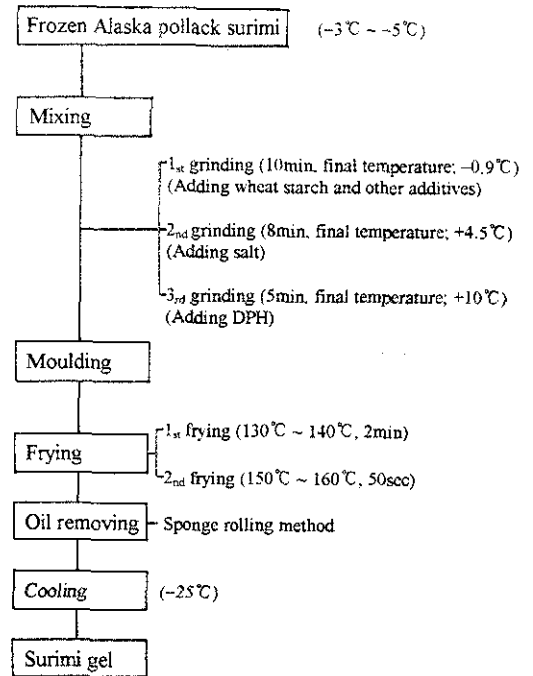 Frozen Alaska pollack surimi (−3℃ ~ −5℃)
Mixing
1st grinding (10min, final temperature; −0.9℃)
(Adding wheat starch and other additives)
2nd grinding (8min, final temperature; +4.5℃)
(Adding salt)
3rd grinding (5min, final temperature; +10℃)
(Adding DPH)
Moulding
1st frying (130℃ ~ 140℃, 2min)
Frying
2nd frying (150℃ ~ 160℃, 50sec)
Oil removing Sponge rolling method
Cooling (−25℃)
Surimi gel